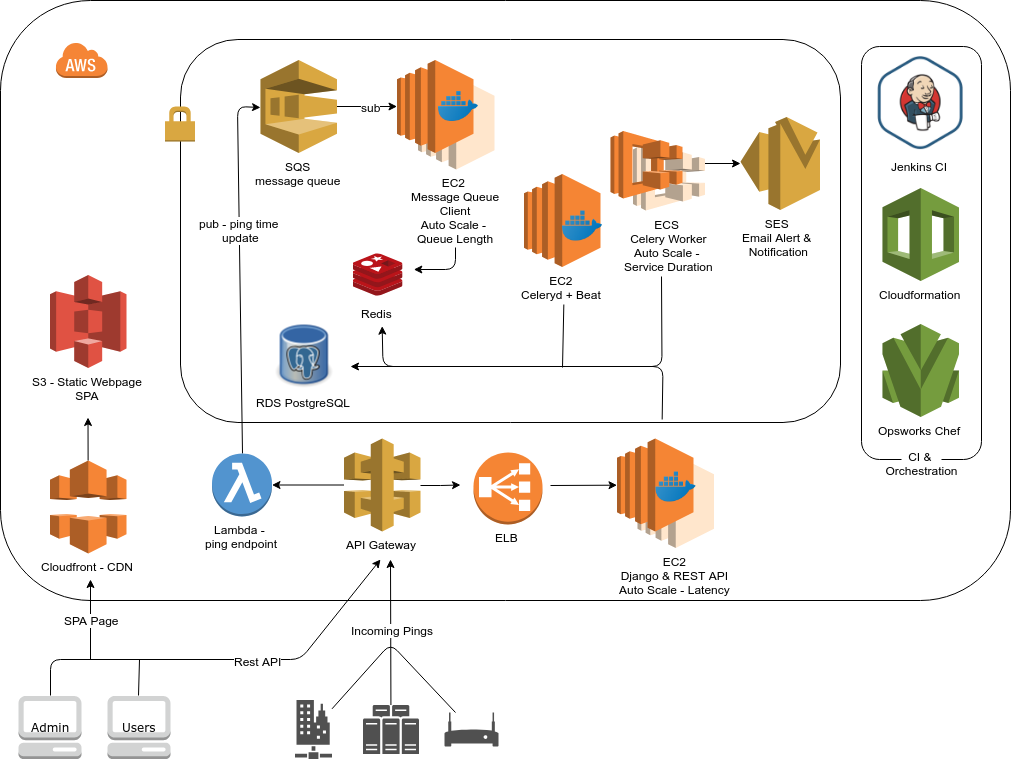 AWS
SQS
message queue
sub
EC2
Message Queue
Client
Auto Scale -
Queue Length
pub - ping time
update
Redis
RDS PostgreSQL
EC2
Celeryd + Beat
ECS
Celery Worker
Auto Scale -
Service Duration
SES
Email Alert &
Notification
Jenkins CI
Cloudformation
Opsworks Chef
CI &
Orchestration
S3 - Static Webpage
SPA
Cloudfront - CDN
Lambda -
ping endpoint
API Gateway
ELB
EC2
Django & REST API
Auto Scale - Latency
SPA Page
Rest API
Incoming Pings
Admin
Users